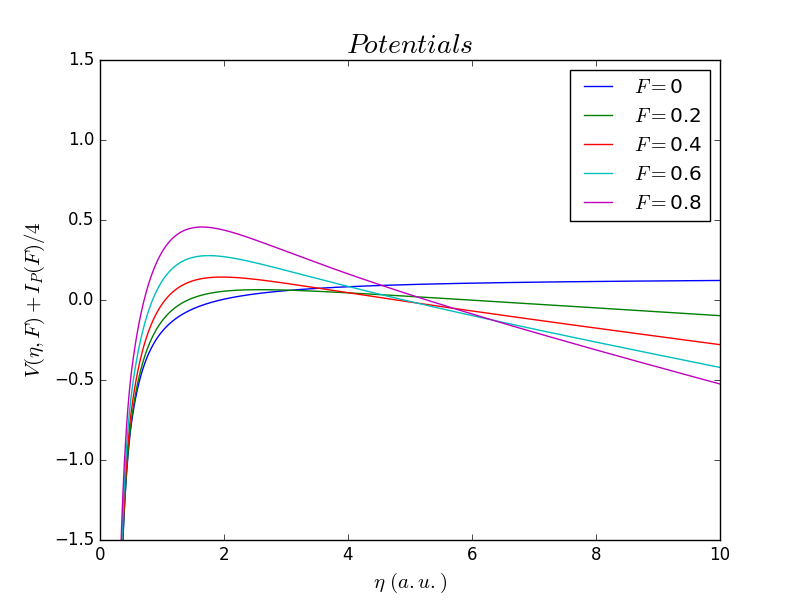 Potentials
V(η, F) + I_P(F)/4
1.5
1.0
0.5
0.0
−0.5
−1.0
−1.5
0
2
4
6
8
10
η (a.u.)
F=0
F=0.2
F=0.4
F=0.6
F=0.8